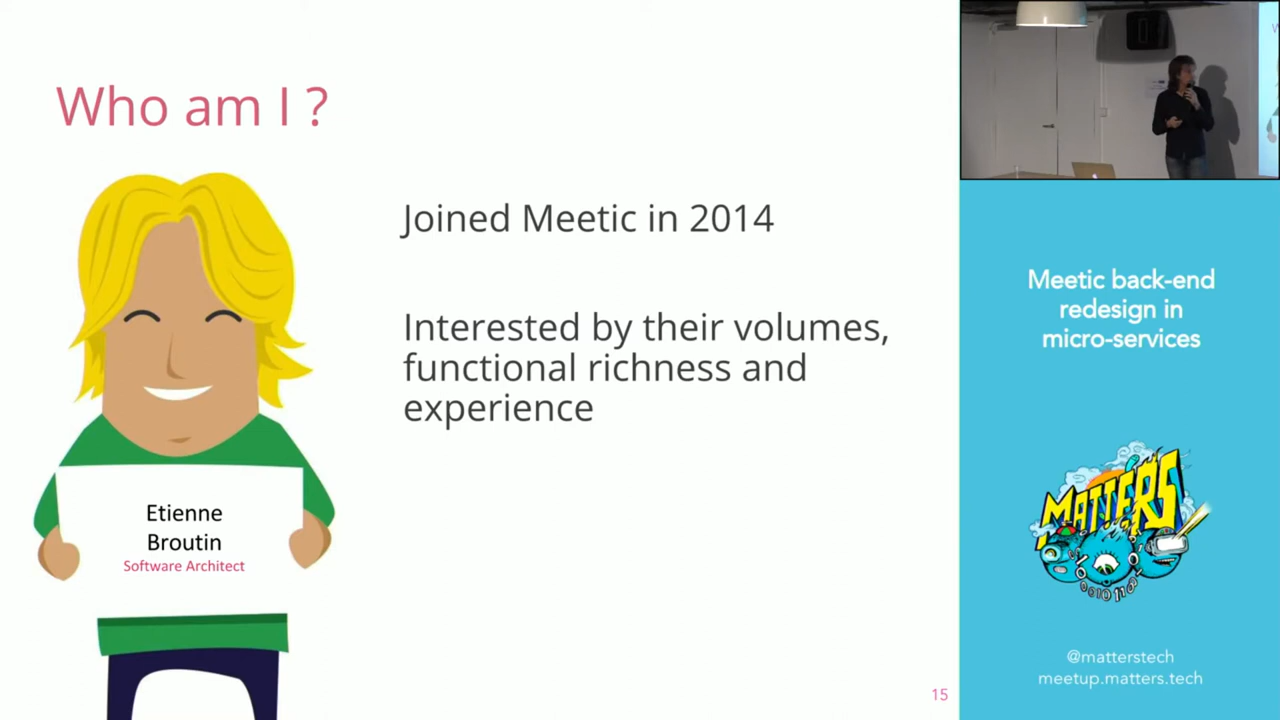 Who am I ?
Joined Meetic in 2014
Interested by their volumes,
functional richness and
experience
Etienne
Broutin
Software Architect
15
Meetic back-end
redesign in
micro-services
MATTERS
@matterstech
meetup.matters.tech